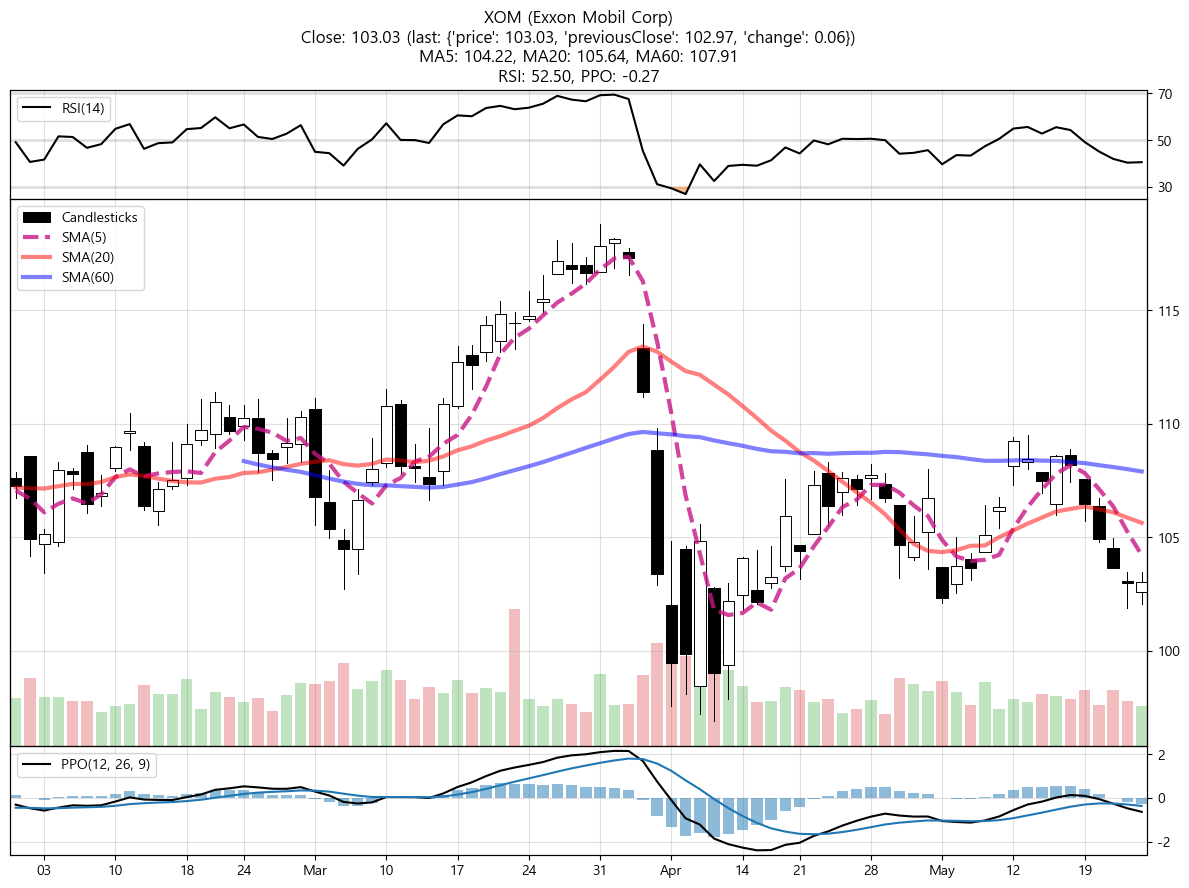 XOM (Exxon Mobil Corp)
Close: 103.03 (last: {'price': 103.03, 'previousClose': 102.97, 'change': 0.06})
MA5: 104.22, MA20: 105.64, MA60: 107.91
RSI: 52.50, PPO: -0.27
RSI(14)
70
50
30
Candlesticks
SMA(5)
SMA(20)
SMA(60)
115
110
105
100
PPO(12, 26, 9)
2
0
-2
03 10 18 24 Mar 10 17 24 31 Apr 14 21 28 May 12 19